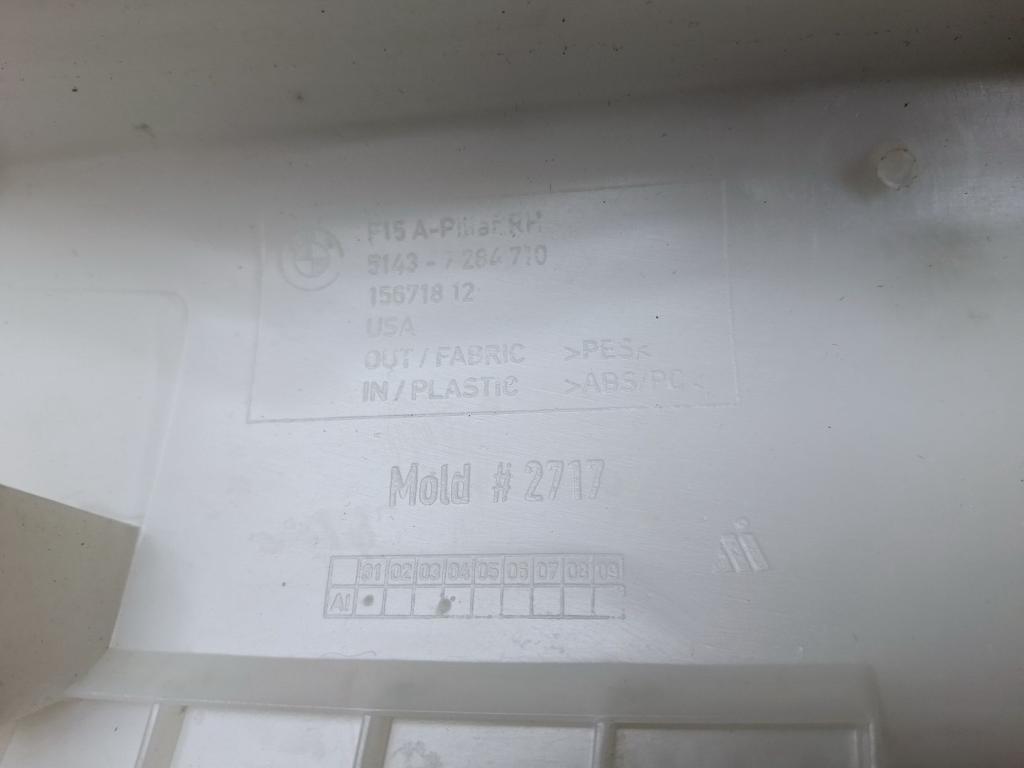 F15 A-Pillar RH
5143 - 7 284 710
156718 12
USA
OUT / FABRIC >PES<
IN / PLASTIC >ABS/PC<
Mold # 2717
01 02 03 04 05 06 07 08 09
AI